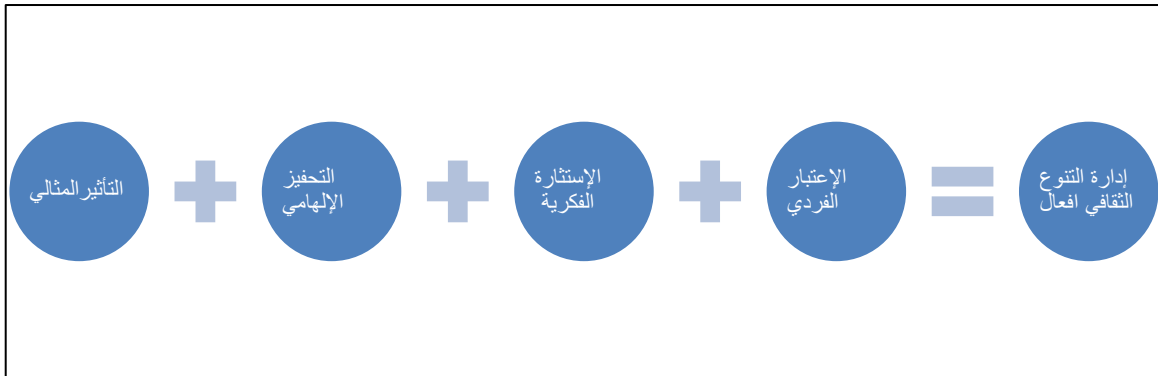 التأثيرالمثالي
التحفيز
الإلهامي
الإستثارة
الفكرية
الإعتبار
الفردي
إدارة التنوع
الثقافي افعال